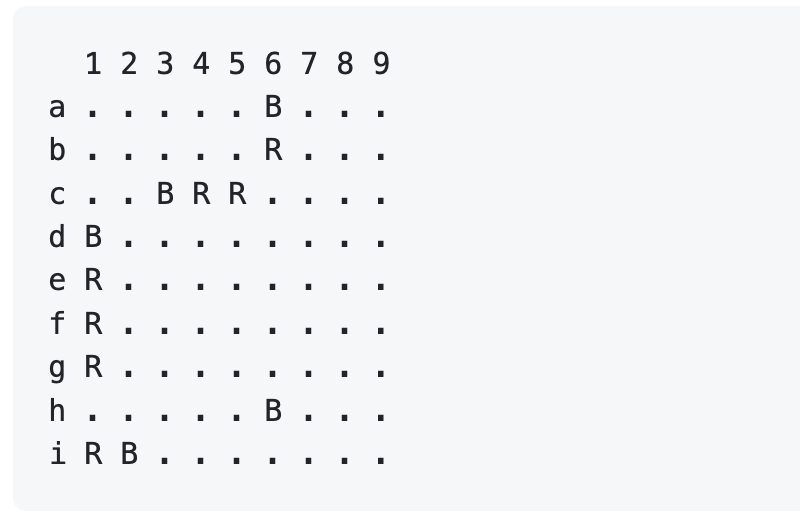 1 2 3 4 5 6 7 8 9
a . . . . . B . . .
b . . . . . R . . .
c . . B R R . . . .
d B . . . . . . . .
e R . . . . . . . .
f R . . . . . . . .
g R . . . . . . . .
h . . . . . B . . .
i R B . . . . . . .